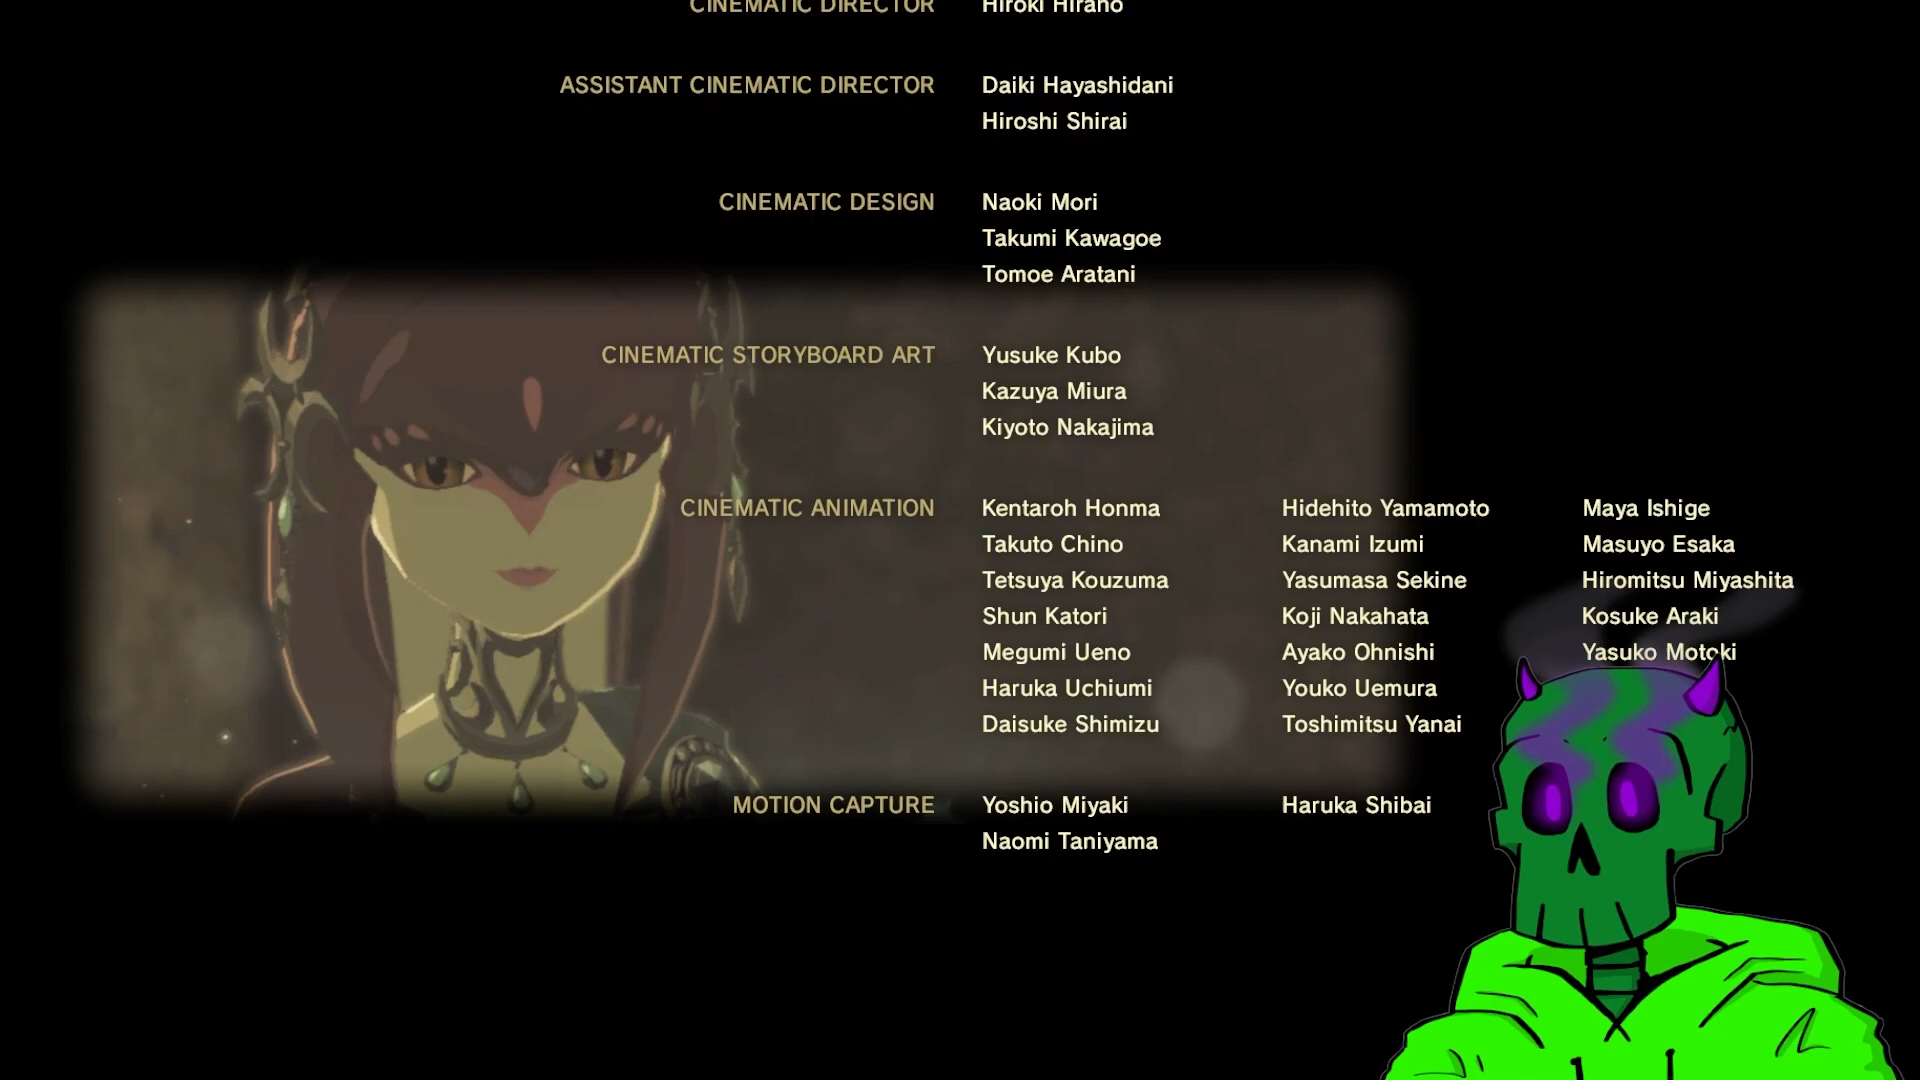 CINEMATIC DIRECTOR Hiroki Hirano
ASSISTANT CINEMATIC DIRECTOR Daiki Hayashidani
Hiroshi Shirai
CINEMATIC DESIGN Naoki Mori
Takumi Kawagoe
Tomoe Aratani
CINEMATIC STORYBOARD ART Yusuke Kubo
Kazuya Miura
Kiyoto Nakajima
CINEMATIC ANIMATION Kentaroh Honma Hidehito Yamamoto Maya Ishige
Takuto Chino Kanami Izumi Masuyo Esaka
Tetsuya Kouzuma Yasumasa Sekine Hiromitsu Miyashita
Shun Katori Koji Nakahata Kosuke Araki
Megumi Ueno Ayako Ohnishi Yasuko Motoki
Haruka Uchiumi Youko Uemura
Daisuke Shimizu Toshimitsu Yanai
MOTION CAPTURE Yoshio Miyaki Haruka Shibai
Naomi Taniyama